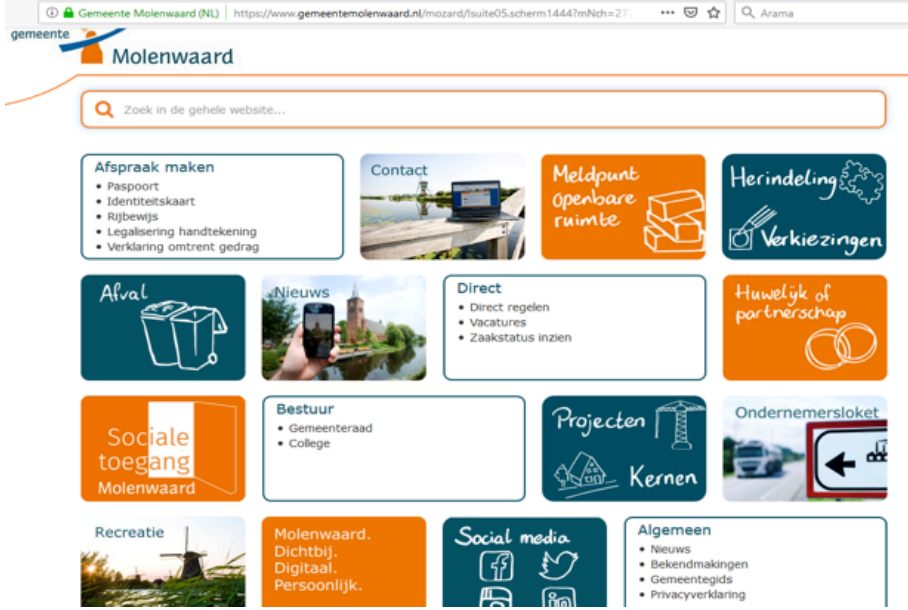 Gemeente Molenwaard (NL)
https://www.gemeentemolenwaard.nl/mozard/!suite05.scherm1444?mNch=27
Arama
gemeente
Molenwaard
Zoek in de gehele website...
Afspraak maken
• Paspoort
• Identiteitskaart
• Rijbewijs
• Legalisering handtekening
• Verklaring omtrent gedrag
Contact
Meldpunt
openbare
ruimte
Herindeling
Verkiezingen
Afval
Nieuws
Direct
• Direct regelen
• Vacatures
• Zaakstatus inzien
Huwelijk of
partnerschap
Sociale
toegang
Molenwaard
Bestuur
• Gemeenteraad
• College
Projecten
Kernen
Ondernemersloket
Recreatie
Molenwaard.
Dichtbij.
Digitaal.
Persoonlijk.
Social media
Algemeen
• Nieuws
• Bekendmakingen
• Gemeentegids
• Privacyverklaring